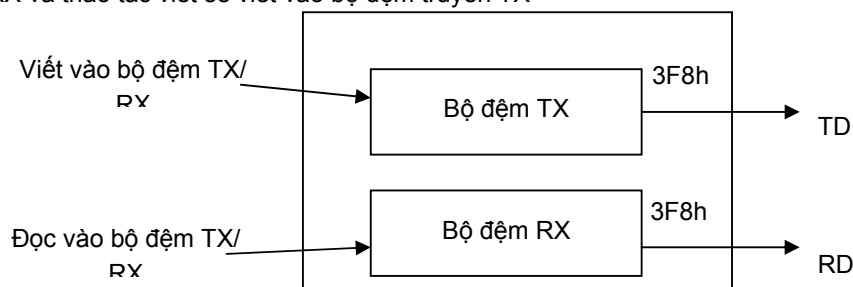 và thao tác viết sẽ viết vào bộ đệm truyền TX
Viết vào bộ đệm TX/
RX
Bộ đệm TX
3F8h
TD
Đọc vào bộ đệm TX/
RX
Bộ đệm RX
3F8h
RD